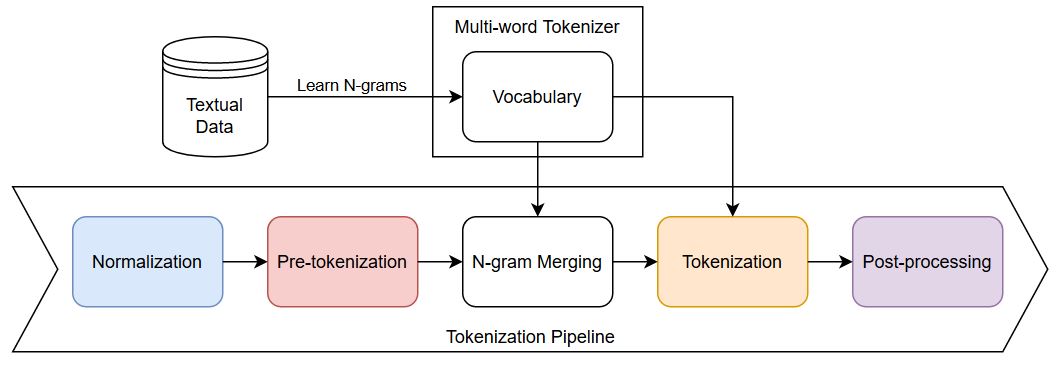 Multi-word Tokenizer
Textual
Data
Learn N-grams
Vocabulary
Normalization
Pre-tokenization
N-gram Merging
Tokenization
Post-processing
Tokenization Pipeline